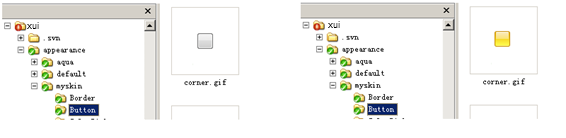 xui
.svn
appearance
aqua
default
myskin
Border
Button
corner.gif
xui
.svn
appearance
aqua
default
myskin
Border
Button
corner.gif